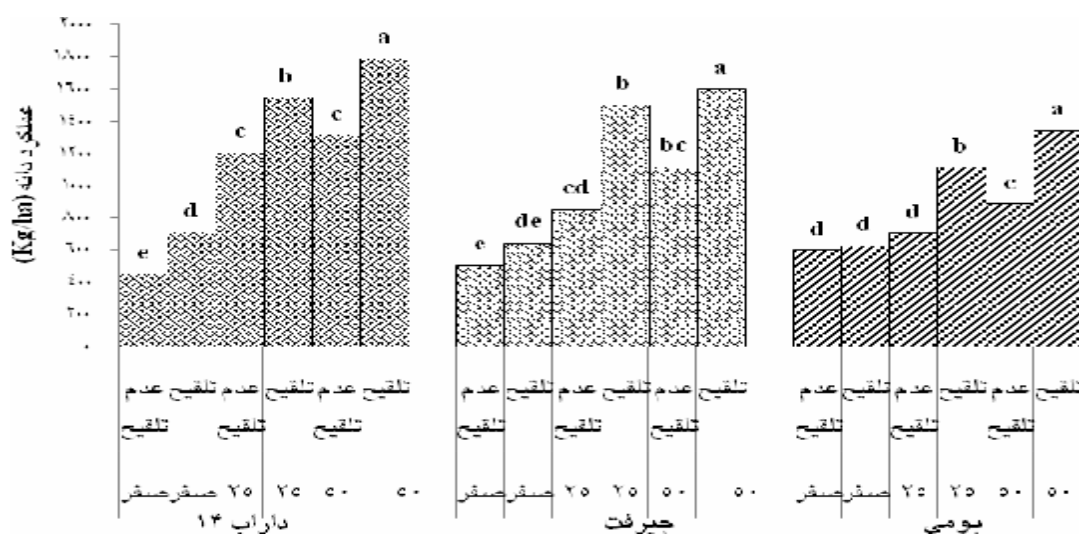 عملکرد دانه (Kg/ha)
۲۰۰۰
۱۸۰۰
۱۶۰۰
۱۴۰۰
۱۲۰۰
۱۰۰۰
۸۰۰
۶۰۰
۴۰۰
۲۰۰
۰
e d c b c a
e de cd b bc a
d d d b c a
عدم تلقیح عدم تلقیح عدم تلقیح
تلقیح تلقیح تلقیح
صفر صفر ۲۵ ۲۵ ۵۰ ۵۰
داراب ۱۴
عدم تلقیح عدم تلقیح عدم تلقیح
تلقیح تلقیح تلقیح
صفر صفر ۲۵ ۲۵ ۵۰ ۵۰
جیرفت
عدم تلقیح عدم تلقیح عدم تلقیح
تلقیح تلقیح تلقیح
صفر صفر ۲۵ ۲۵ ۵۰ ۵۰
بومی